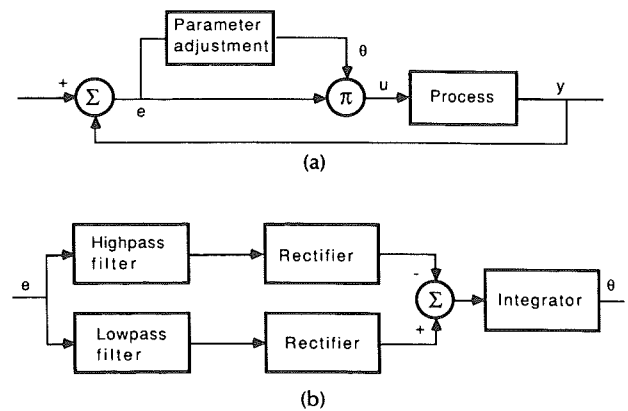 Parameter
adjustment
θ
+
Σ
e
π
u
Process
y
(a)
Highpass
filter
Rectifier
-
e
Σ
Integrator
θ
+
Lowpass
filter
Rectifier
(b)